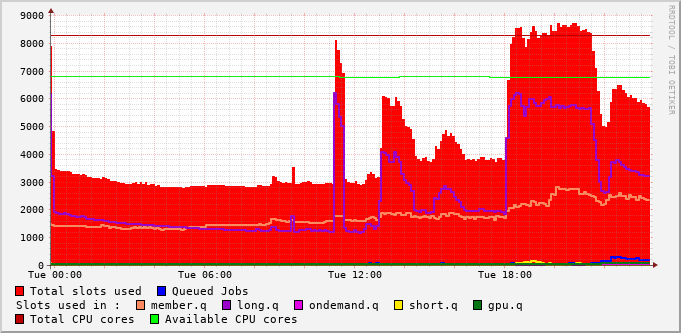 9000
8000
7000
6000
5000
4000
3000
2000
1000
0
Tue 00:00 Tue 06:00 Tue 12:00 Tue 18:00
RRDTOOL / TOBI OETIKER
Total slots used Queued Jobs
Slots used in : member.q long.q ondemand.q short.q gpu.q
Total CPU cores Available CPU cores